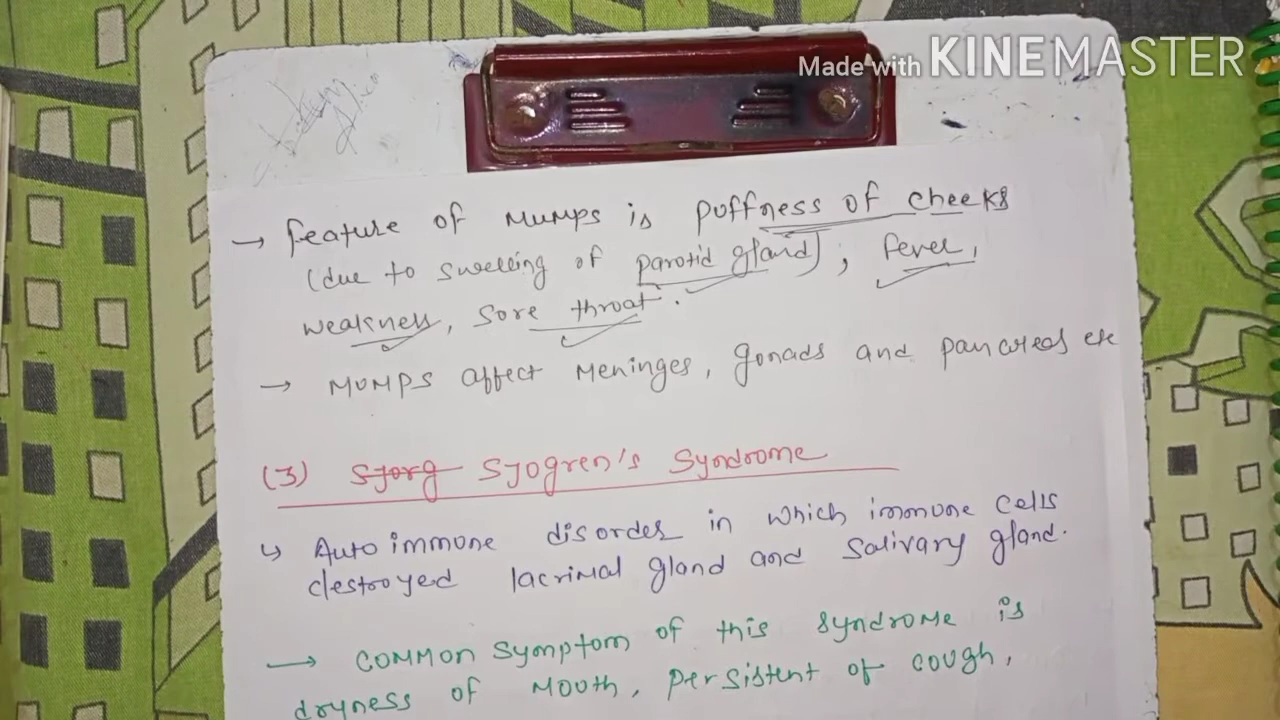 Made with KINEMASTER
→ feature of Mumps is Puffness of cheeks
(due to swelling of parotid gland), fever,
weakness, sore throat.
→ Mumps affect Meninges, gonads and pancreas etc
(3) Sjorg Sjogren's Syndrome
↳ Auto immune disorder in which immune cells
destroyed lacrimal gland and salivary gland.
→ common symptom of this syndrome is
dryness of Mouth, persistent of cough,